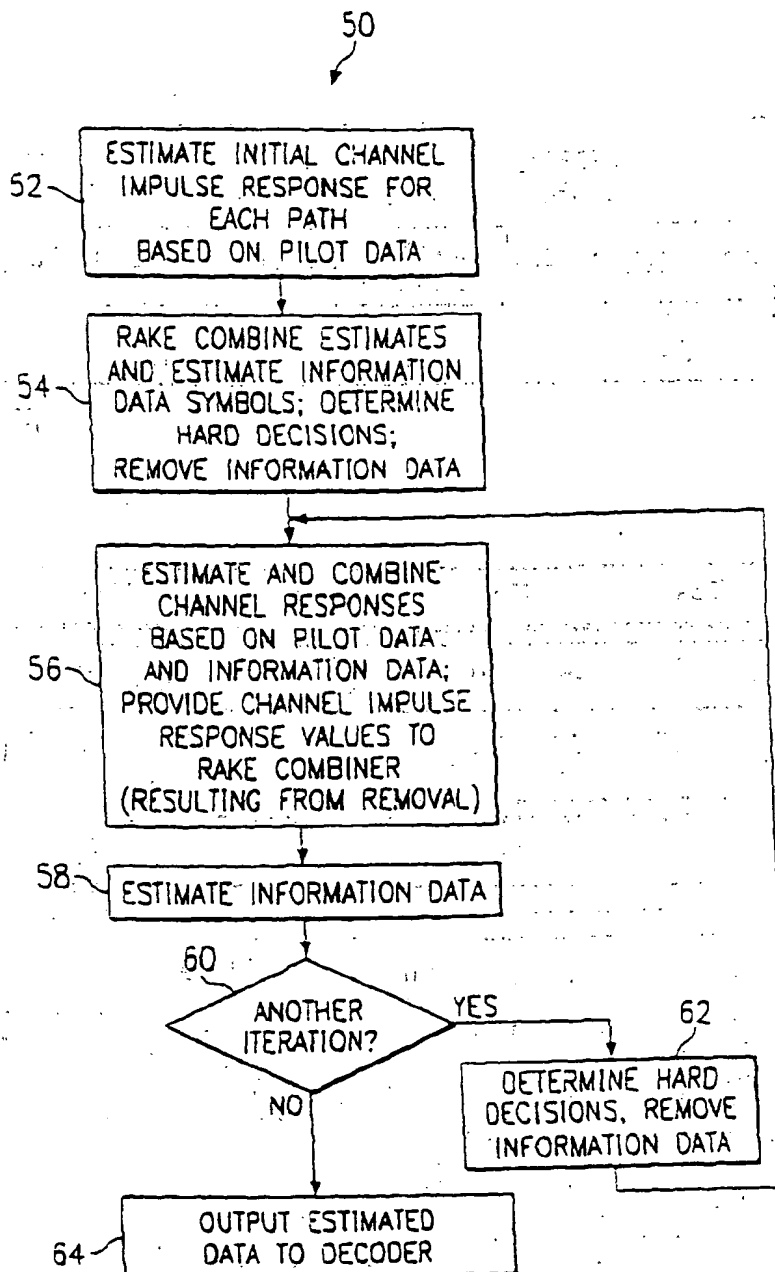 50
52
ESTIMATE INITIAL CHANNEL
IMPULSE RESPONSE FOR
EACH PATH
BASED ON PILOT DATA
54
RAKE COMBINE ESTIMATES
AND ESTIMATE INFORMATION
DATA SYMBOLS; DETERMINE
HARD DECISIONS;
REMOVE INFORMATION DATA
56
ESTIMATE AND COMBINE
CHANNEL RESPONSES
BASED ON PILOT DATA
AND INFORMATION DATA;
PROVIDE CHANNEL IMPULSE
RESPONSE VALUES TO
RAKE COMBINER
(RESULTING FROM REMOVAL)
58
ESTIMATE INFORMATION DATA
60
ANOTHER
ITERATION?
YES
NO
62
DETERMINE HARD
DECISIONS, REMOVE
INFORMATION DATA
64
OUTPUT ESTIMATED
DATA TO DECODER